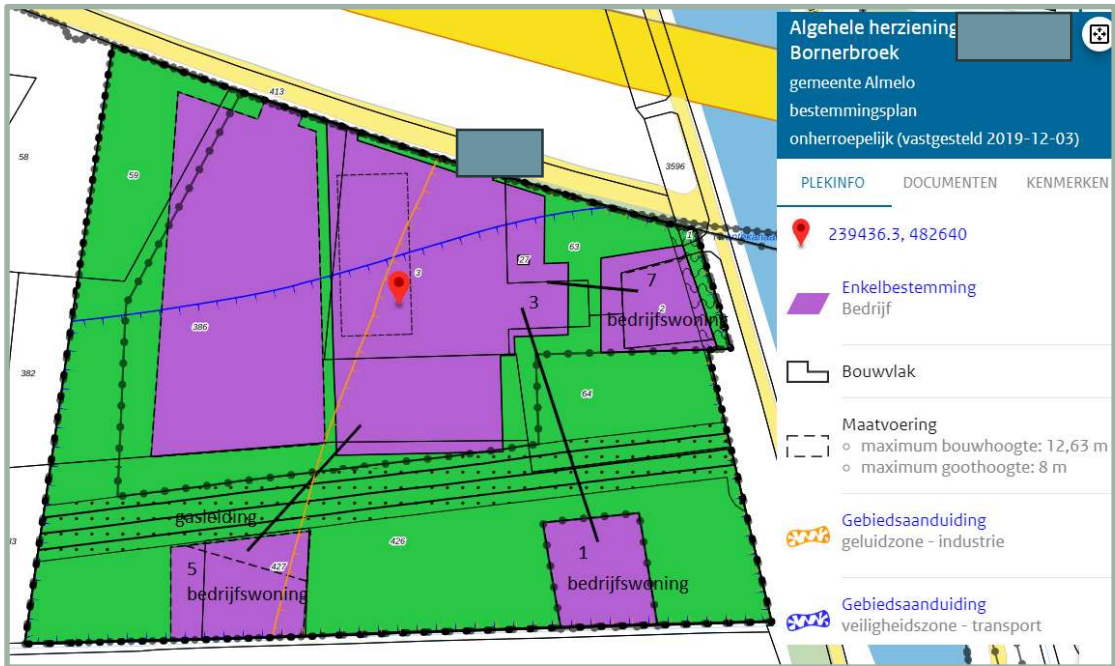 Algehele herziening
Bornerbroek
gemeente Almelo
bestemmingsplan
onherroepelijk (vastgesteld 2019-12-03)
PLEKINFO DOCUMENTEN KENMERKEN
239436.3, 482640
Enkelbestemming
Bedrijf
Bouwvlak
Maatvoering
maximum bouwhoogte: 12,63 m
maximum goothoogte: 8 m
Gebiedsaanduiding
geluidzone - industrie
Gebiedsaanduiding
veiligheidszone - transport
413
58
59
3596
63
1
27
3
7
2
bedrijfswoning
3
386
382
64
gasleiding
426
5
427
bedrijfswoning
1
bedrijfswoning